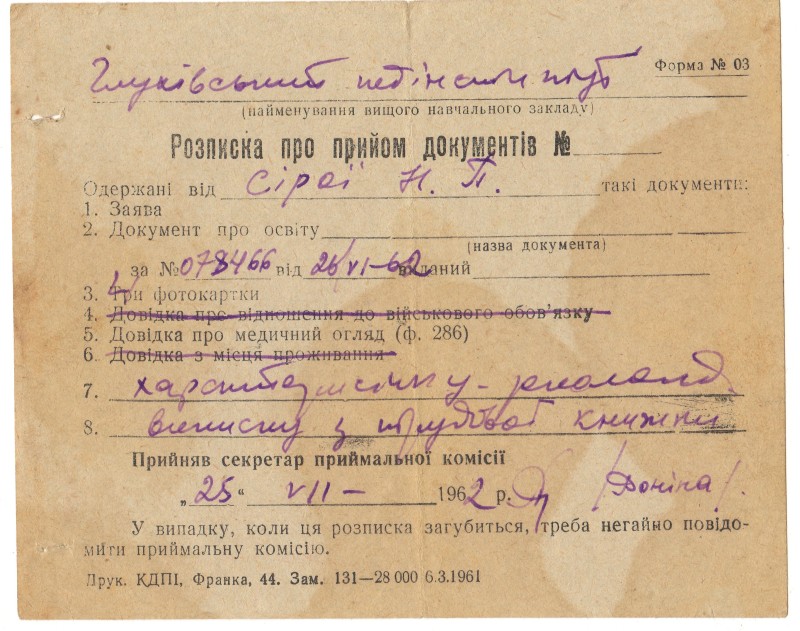 Форма № 03
Глухівський педінститут
(найменування вищого навчального закладу)
Розписка про прийом документів №
Одержані від Сірої Н. П. такі документи:
1. Заява
2. Документ про освіту
(назва документа)
за № 078466 від 26/VI-62 виданий
3. 4 Три фотокартки
4. Довідка про відношення до військового обов'язку
5. Довідка про медичний огляд (ф. 286)
6. Довідка з місця проживання
7. характеристику-рекоменд.
8. виписку з трудової книжки
Прийняв секретар приймальної комісії
„25“ VII – 1962 р. /Доніна/.
У випадку, коли ця розписка загубиться, треба негайно повідо-
мити приймальну комісію.
Друк. КДПІ, Франка, 44. Зам. 131—28 000 6.3.1961